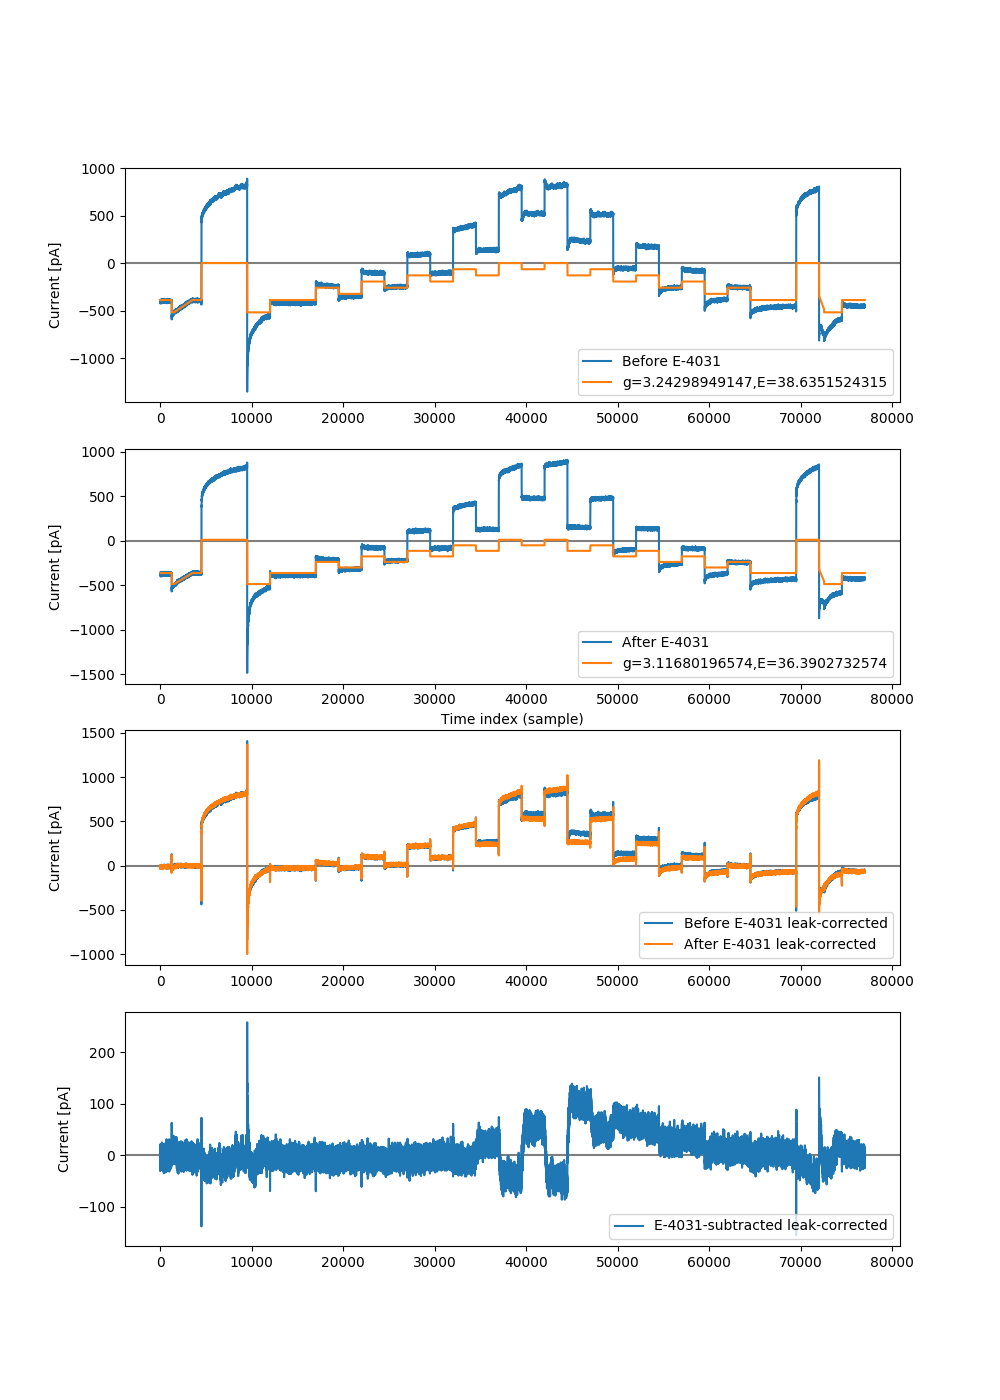 1000
500
0
−500
−1000
Current [pA]
Before E-4031
g=3.24298949147,E=38.6351524315
0 10000 20000 30000 40000 50000 60000 70000 80000
1000
500
0
−500
−1000
−1500
Current [pA]
After E-4031
g=3.11680196574,E=36.3902732574
0 10000 20000 30000 40000 50000 60000 70000 80000
Time index (sample)
1500
1000
500
0
−500
−1000
Current [pA]
Before E-4031 leak-corrected
After E-4031 leak-corrected
0 10000 20000 30000 40000 50000 60000 70000 80000
200
100
0
−100
Current [pA]
E-4031-subtracted leak-corrected
0 10000 20000 30000 40000 50000 60000 70000 80000